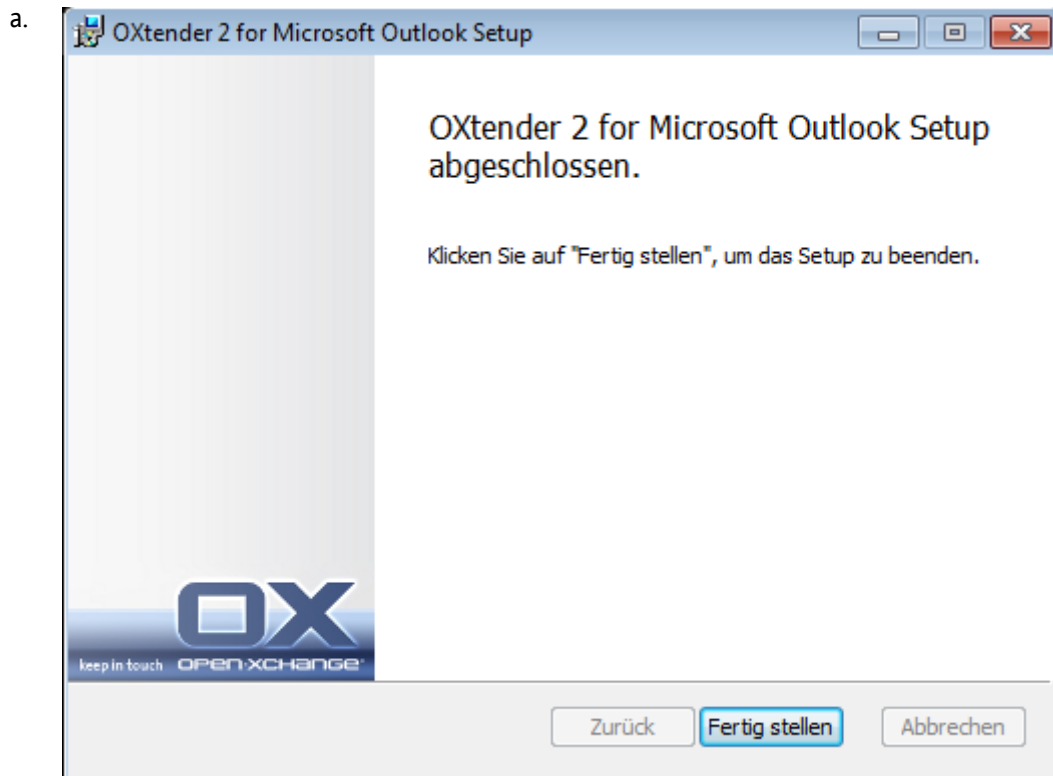 a.
OXtender 2 for Microsoft Outlook Setup
OXtender 2 for Microsoft Outlook Setup
abgeschlossen.
Klicken Sie auf "Fertig stellen", um das Setup zu beenden.
OX
keep in touch OPEN-XCHANGE
Zurück Fertig stellen Abbrechen